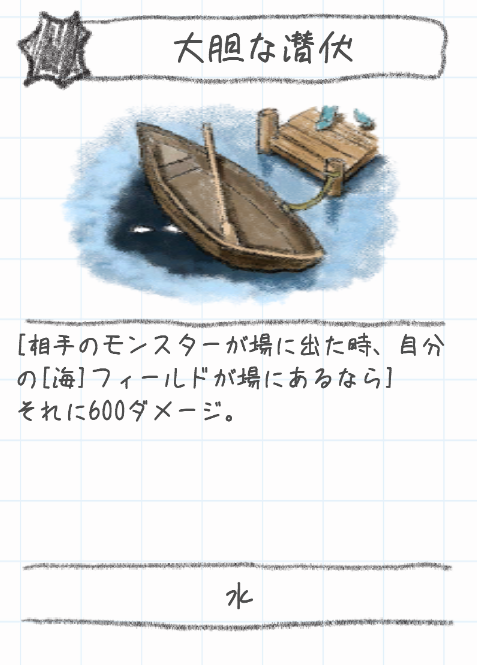 大胆な潜伏
[相手のモンスターが場に出た時、自分
の[海]フィールドが場にあるなら]
それに600ダメージ。
水